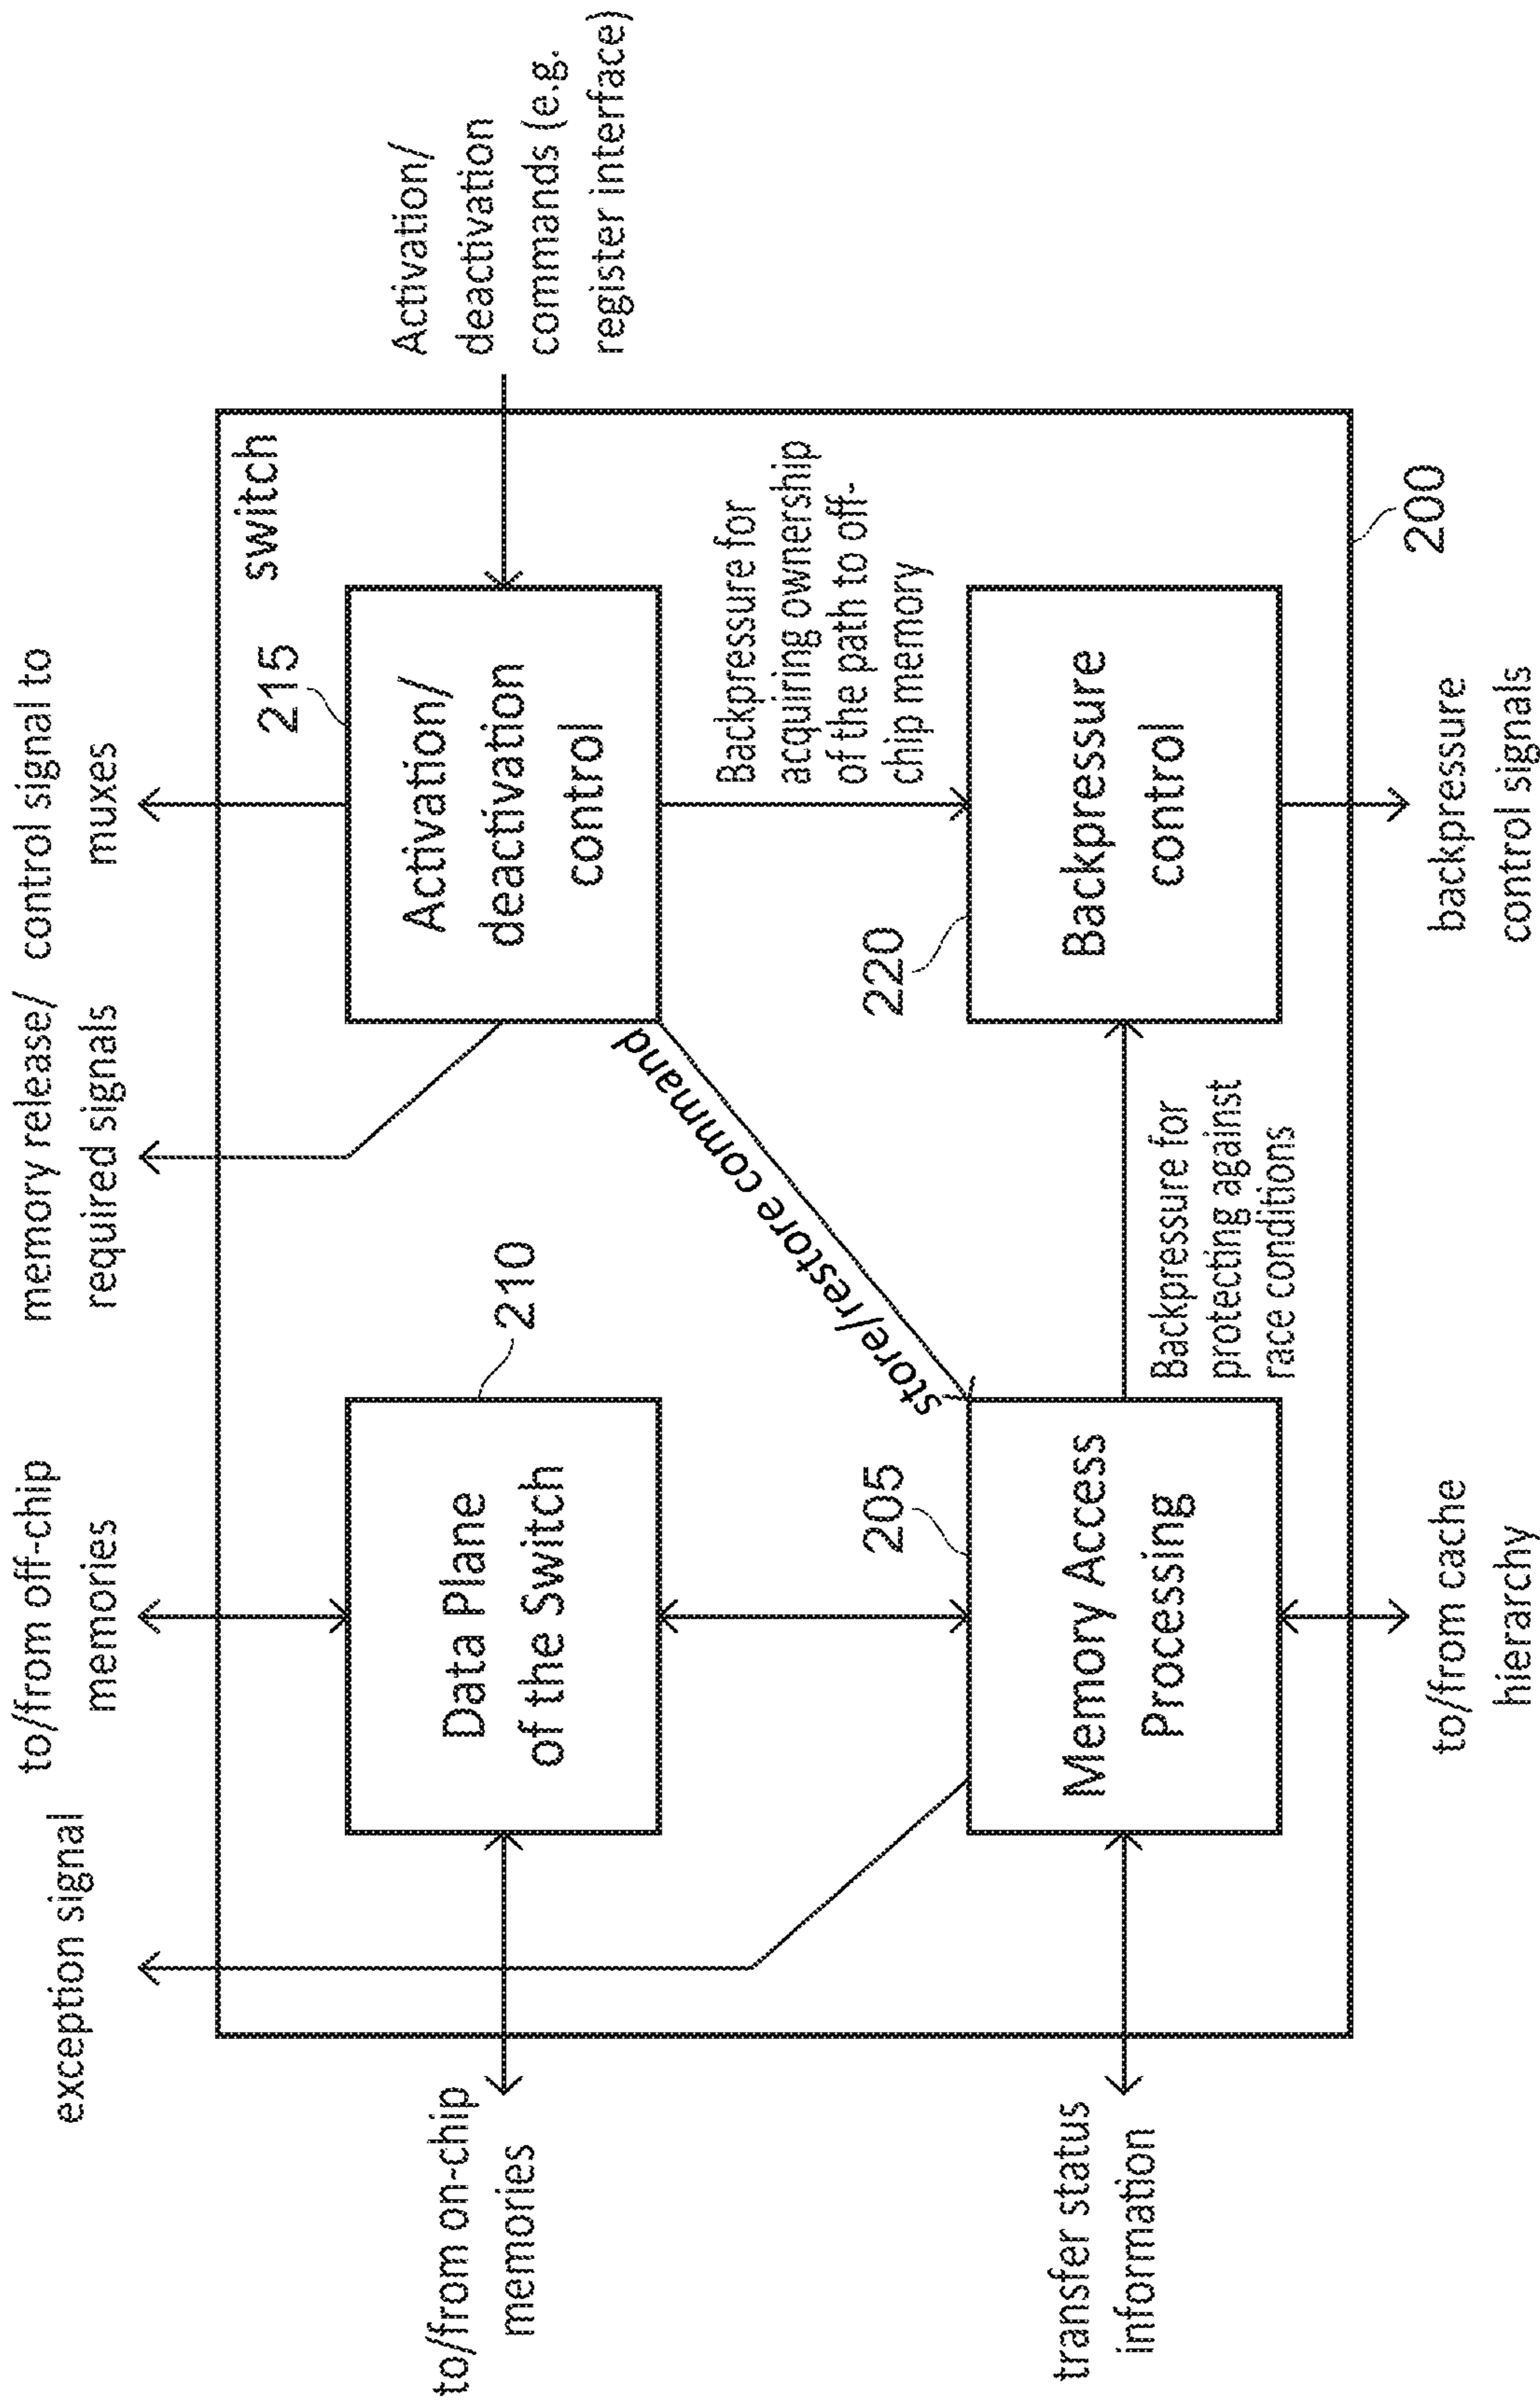 exception signal
to/from off-chip
memories
memory release/
required signals
control signal to
muxes
switch
215
210
Data Plane
of the Switch
Activation/
deactivation
control
Activation/
deactivation
commands (e.g.
register interface)
to/from on-chip
memories
store/restore command
Backpressure for
acquiring ownership
of the path to off-
chip memory
205
220
Memory Access
Processing
Backpressure for
protecting against
race conditions
Backpressure
control
transfer status
information
200
to/from cache
hierarchy
backpressure
control signals